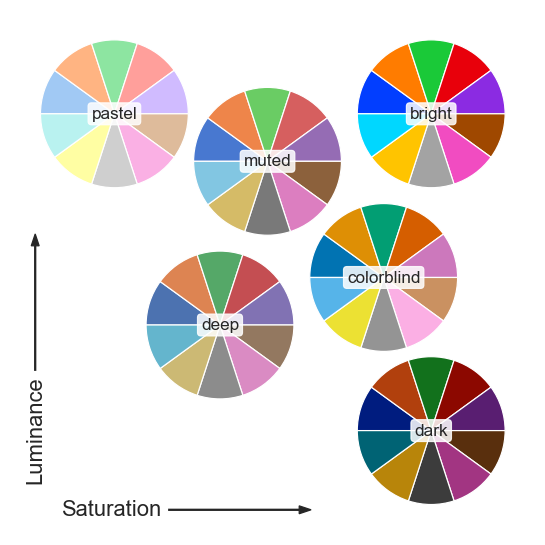 pastel
bright
muted
colorblind
deep
dark
Luminance
Saturation